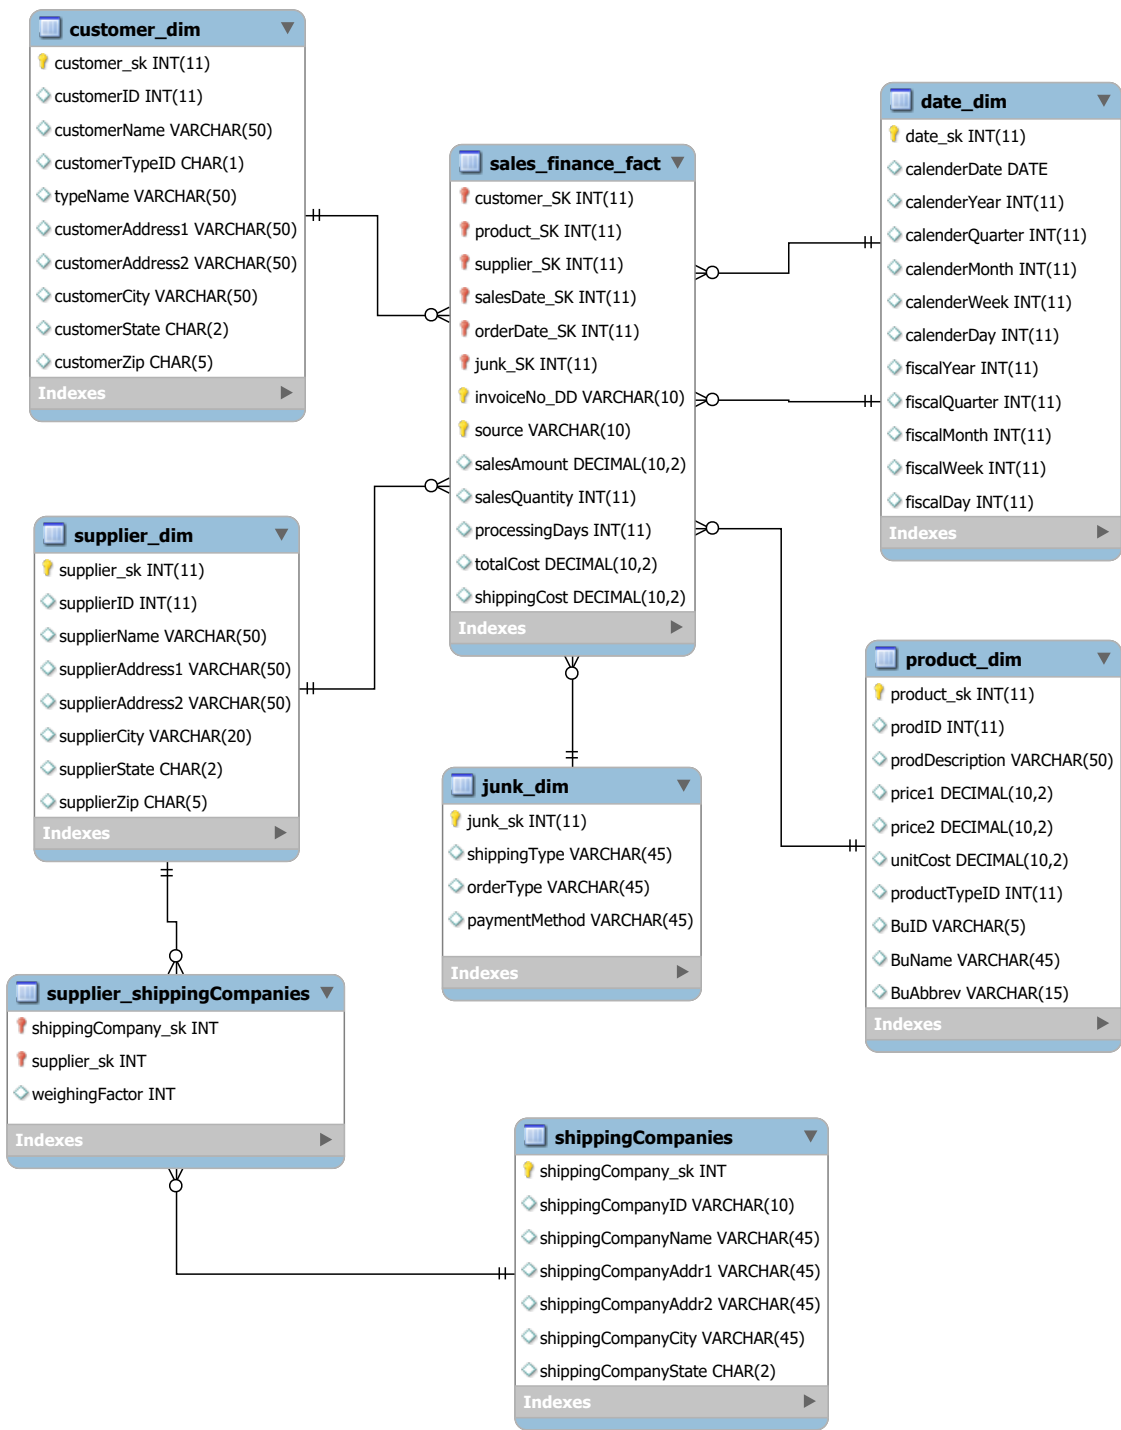 customer_dim
customer_sk INT(11)
customerID INT(11)
customerName VARCHAR(50)
customerTypeID CHAR(1)
typeName VARCHAR(50)
customerAddress1 VARCHAR(50)
customerAddress2 VARCHAR(50)
customerCity VARCHAR(50)
customerState CHAR(2)
customerZip CHAR(5)
Indexes
sales_finance_fact
customer_SK INT(11)
product_SK INT(11)
supplier_SK INT(11)
salesDate_SK INT(11)
orderDate_SK INT(11)
junk_SK INT(11)
invoiceNo_DD VARCHAR(10)
source VARCHAR(10)
salesAmount DECIMAL(10,2)
salesQuantity INT(11)
processingDays INT(11)
totalCost DECIMAL(10,2)
shippingCost DECIMAL(10,2)
Indexes
date_dim
date_sk INT(11)
calenderDate DATE
calenderYear INT(11)
calenderQuarter INT(11)
calenderMonth INT(11)
calenderWeek INT(11)
calenderDay INT(11)
fiscalYear INT(11)
fiscalQuarter INT(11)
fiscalMonth INT(11)
fiscalWeek INT(11)
fiscalDay INT(11)
Indexes
supplier_dim
supplier_sk INT(11)
supplierID INT(11)
supplierName VARCHAR(50)
supplierAddress1 VARCHAR(50)
supplierAddress2 VARCHAR(50)
supplierCity VARCHAR(20)
supplierState CHAR(2)
supplierZip CHAR(5)
Indexes
junk_dim
junk_sk INT(11)
shippingType VARCHAR(45)
orderType VARCHAR(45)
paymentMethod VARCHAR(45)
Indexes
product_dim
product_sk INT(11)
prodID INT(11)
prodDescription VARCHAR(50)
price1 DECIMAL(10,2)
price2 DECIMAL(10,2)
unitCost DECIMAL(10,2)
productTypeID INT(11)
BuID VARCHAR(5)
BuName VARCHAR(45)
BuAbbrev VARCHAR(15)
Indexes
supplier_shippingCompanies
shippingCompany_sk INT
supplier_sk INT
weighingFactor INT
Indexes
shippingCompanies
shippingCompany_sk INT
shippingCompanyID VARCHAR(10)
shippingCompanyName VARCHAR(45)
shippingCompanyAddr1 VARCHAR(45)
shippingCompanyAddr2 VARCHAR(45)
shippingCompanyCity VARCHAR(45)
shippingCompanyState CHAR(2)
Indexes